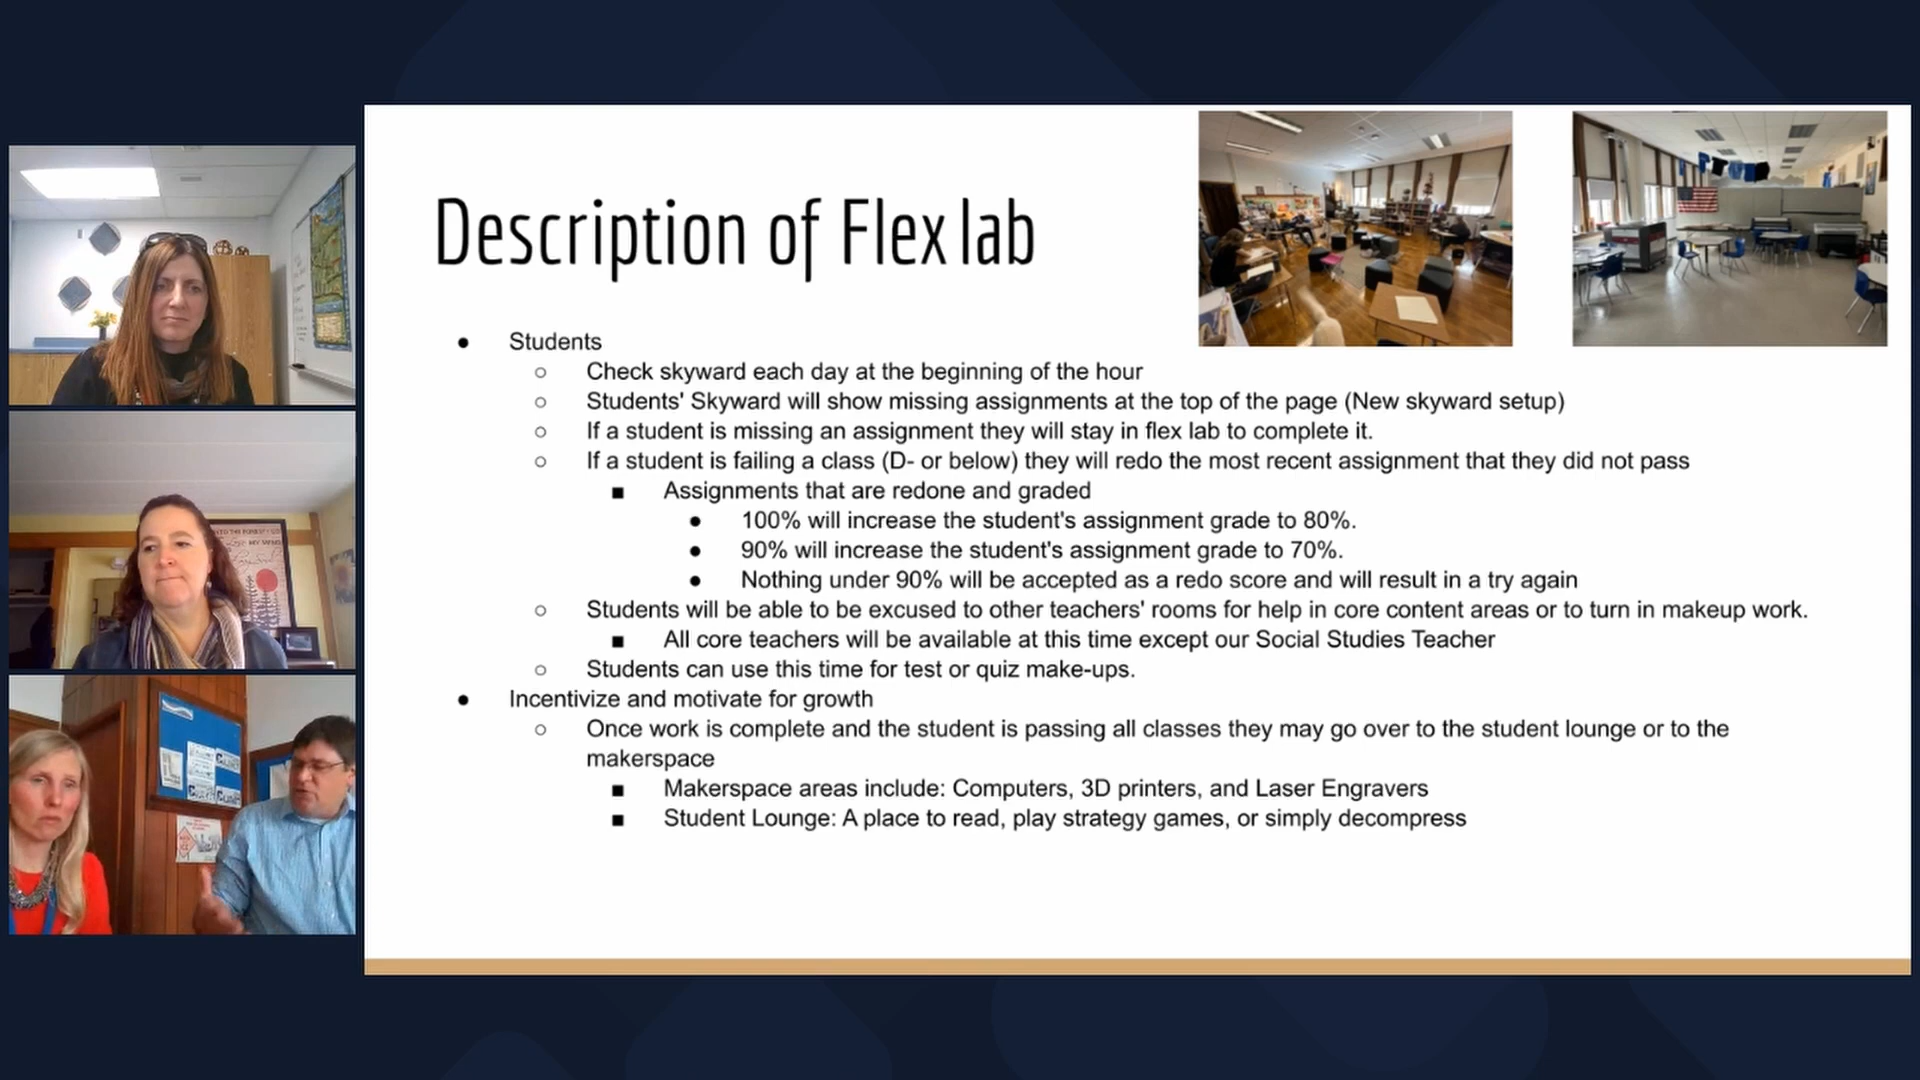 Description of Flex lab
● Students
○ Check skyward each day at the beginning of the hour
○ Students' Skyward will show missing assignments at the top of the page (New skyward setup)
○ If a student is missing an assignment they will stay in flex lab to complete it.
○ If a student is failing a class (D- or below) they will redo the most recent assignment that they did not pass
■ Assignments that are redone and graded
● 100% will increase the student's assignment grade to 80%.
● 90% will increase the student's assignment grade to 70%.
● Nothing under 90% will be accepted as a redo score and will result in a try again
○ Students will be able to be excused to other teachers' rooms for help in core content areas or to turn in makeup work.
■ All core teachers will be available at this time except our Social Studies Teacher
○ Students can use this time for test or quiz make-ups.
● Incentivize and motivate for growth
○ Once work is complete and the student is passing all classes they may go over to the student lounge or to the
makerspace
■ Makerspace areas include: Computers, 3D printers, and Laser Engravers
■ Student Lounge: A place to read, play strategy games, or simply decompress